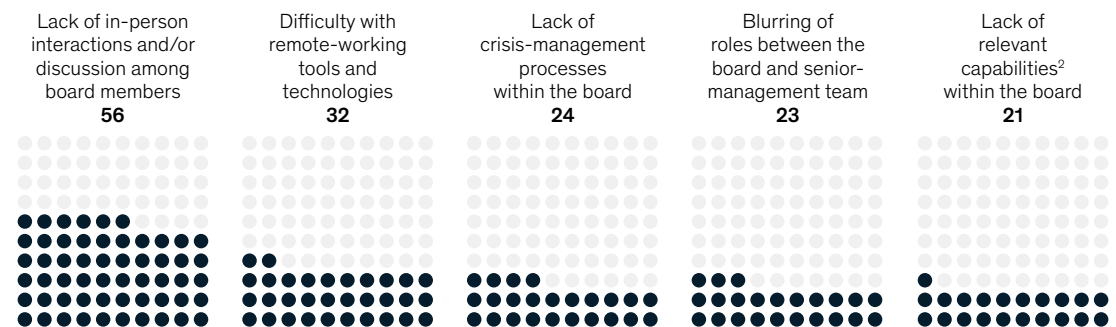 Lack of in-person
interactions and/or
discussion among
board members
56
Difficulty with
remote-working
tools and
technologies
32
Lack of
crisis-management
processes
within the board
24
Blurring of
roles between the
board and senior-
management team
23
Lack of
relevant
capabilities²
within the board
21